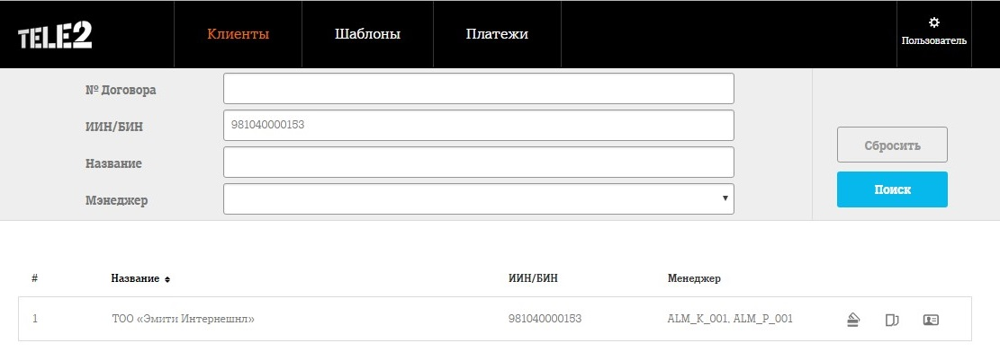 TELE2 Клиенты Шаблоны Платежи Пользователь
№ Договора
ИИН/БИН 981040000153
Название
Мэнеджер
Сбросить
Поиск
# Название ИИН/БИН Менеджер
1 ТОО «Эмити Интернешнл» 981040000153 ALM_K_001, ALM_P_001